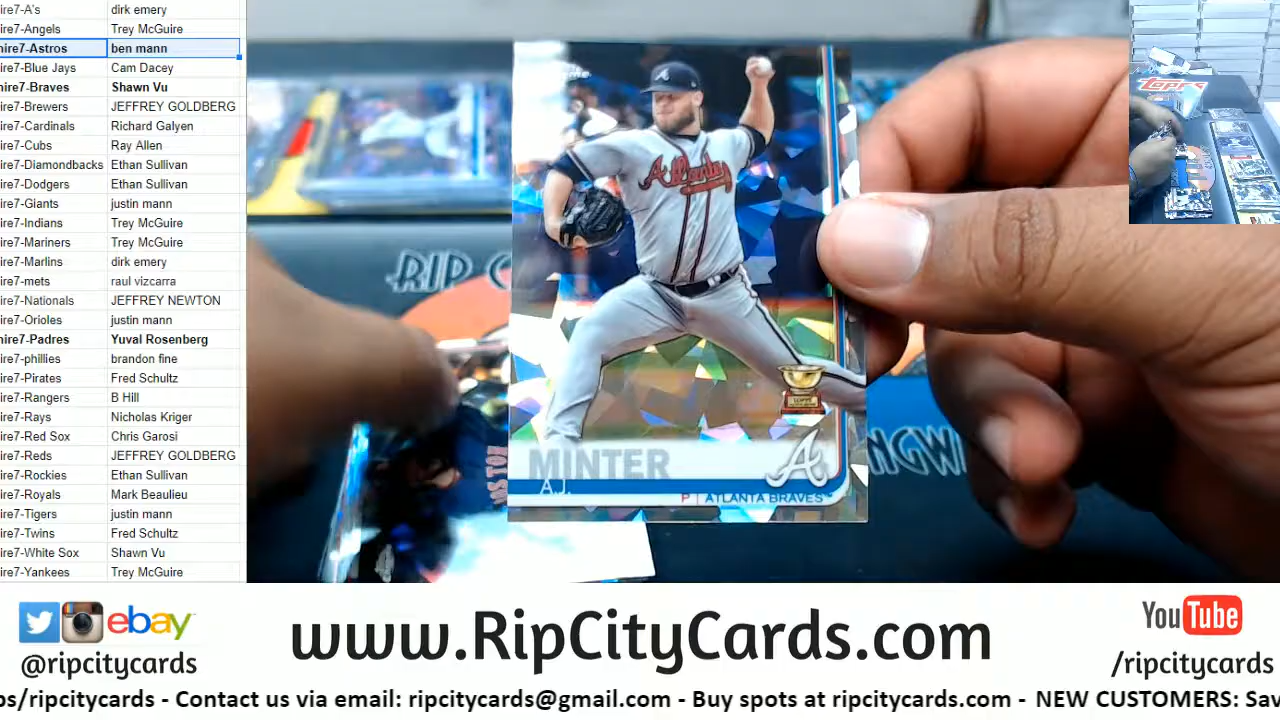 ire7-A's dirk emery
ire7-Angels Trey McGuire
hire7-Astros ben mann
ire7-Blue Jays Cam Dacey
ire7-Braves Shawn Vu
ire7-Brewers JEFFREY GOLDBERG
ire7-Cardinals Richard Galyen
ire7-Cubs Ray Allen
ire7-Diamondbacks Ethan Sullivan
ire7-Dodgers Ethan Sullivan
ire7-Giants justin mann
ire7-Indians Trey McGuire
ire7-Mariners Trey McGuire
ire7-Marlins dirk emery
ire7-mets raul vizcarra
ire7-Nationals JEFFREY NEWTON
ire7-Orioles justin mann
ire7-Padres Yuval Rosenberg
ire7-phillies brandon fine
ire7-Pirates Fred Schultz
ire7-Rangers B Hill
ire7-Rays Nicholas Kriger
ire7-Red Sox Chris Garosi
ire7-Reds JEFFREY GOLDBERG
ire7-Rockies Ethan Sullivan
ire7-Royals Mark Beaulieu
ire7-Tigers justin mann
ire7-Twins Fred Schultz
ire7-White Sox Shawn Vu
ire7-Yankees Trey McGuire
Topps
RIP C
Atlanta
A
MINTER
A.J.
P | ATLANTA BRAVES™
A
NGW
ebay™
@ripcitycards
www.RipCityCards.com
YouTube
/ripcitycards
os/ripcitycards - Contact us via email: ripcitycards@gmail.com - Buy spots at ripcitycards.com - NEW CUSTOMERS: Sav